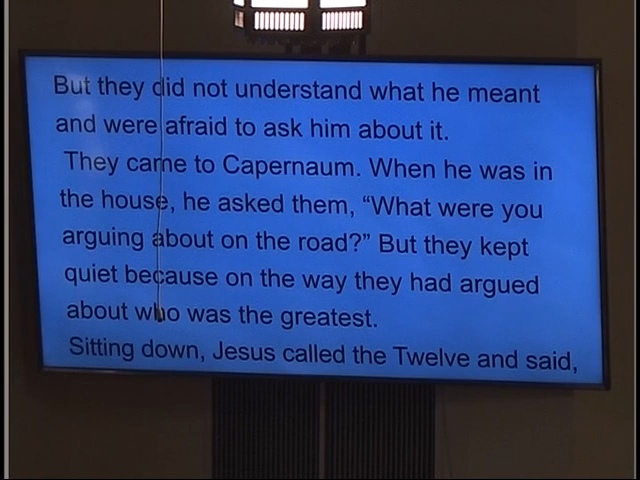 But they did not understand what he meant
and were afraid to ask him about it.
They came to Capernaum. When he was in
the house, he asked them, “What were you
arguing about on the road?” But they kept
quiet because on the way they had argued
about who was the greatest.
Sitting down, Jesus called the Twelve and said,